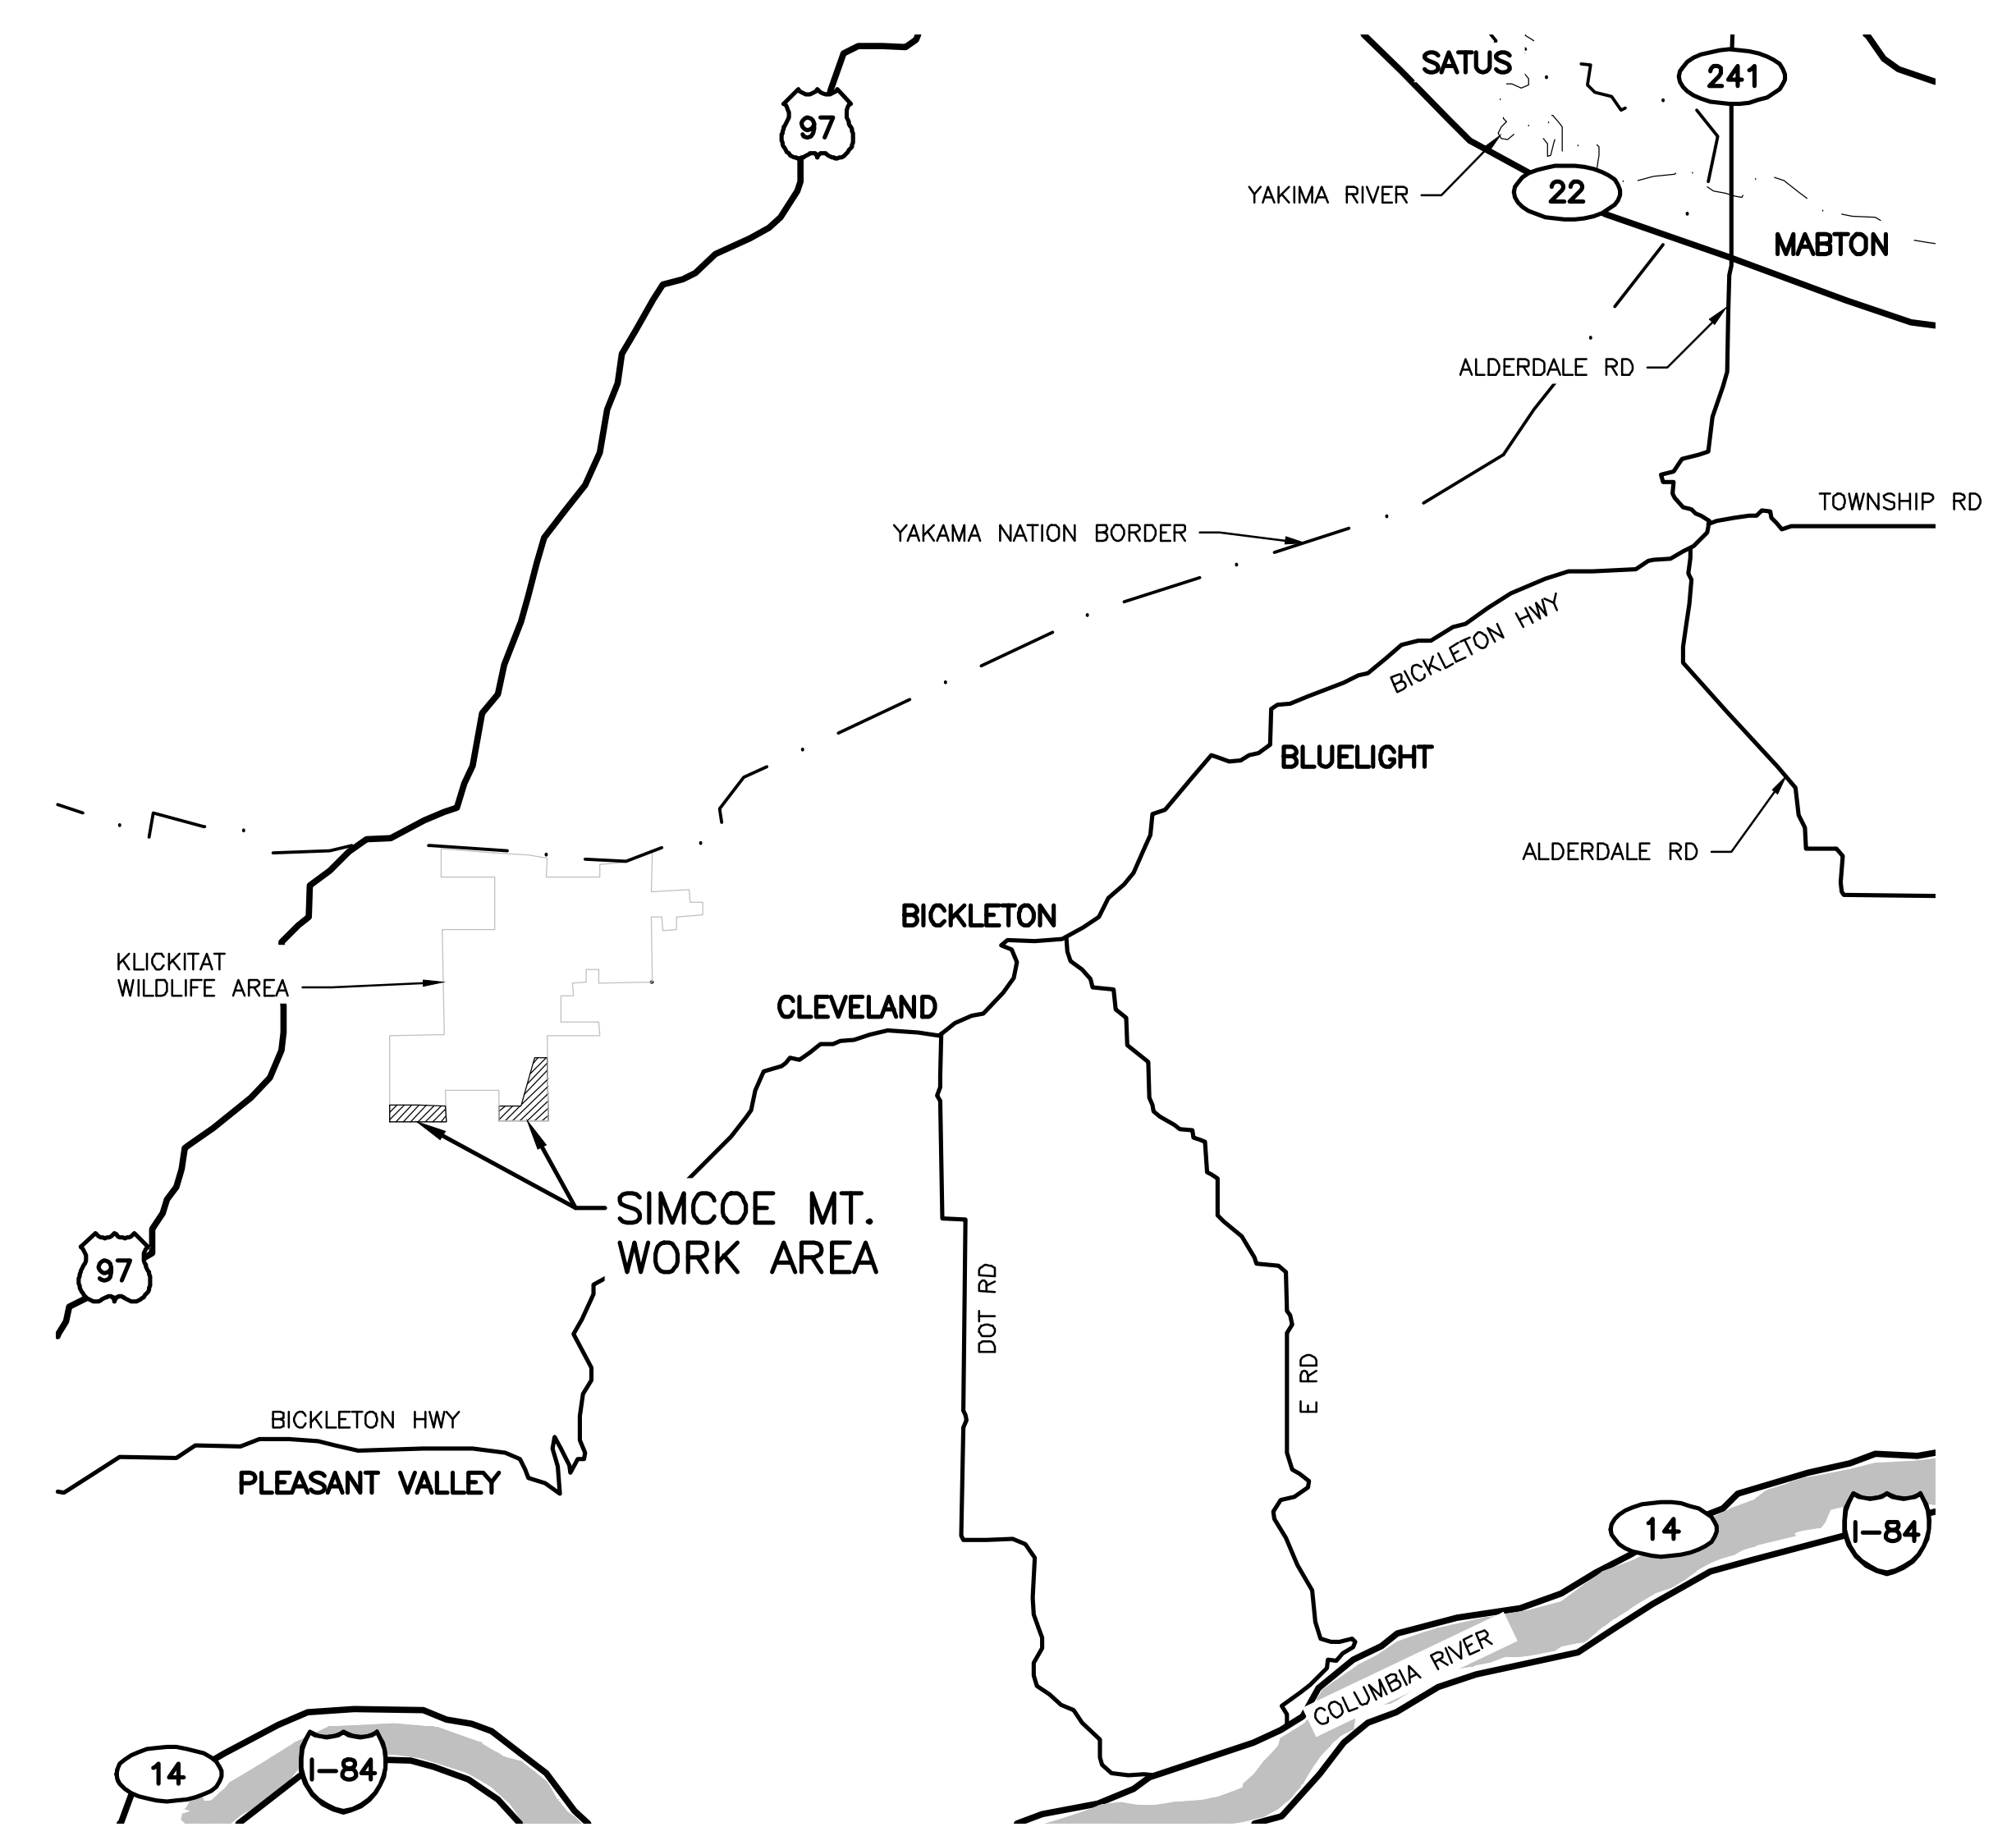 SATUS
241
97
YAKIMA RIVER
22
MABTON
ALDERDALE RD
TOWNSHIP RD
YAKAMA NATION BORDER
BICKLETON HWY
BLUELIGHT
ALDERDALE RD
BICKLETON
KLICKITAT
WILDLIFE AREA
CLEVELAND
SIMCOE MT.
WORK AREA
97
DOT RD
E RD
BICKLETON HWY
PLEASANT VALLEY
14
I-84
COLUMBIA RIVER
14
I-84